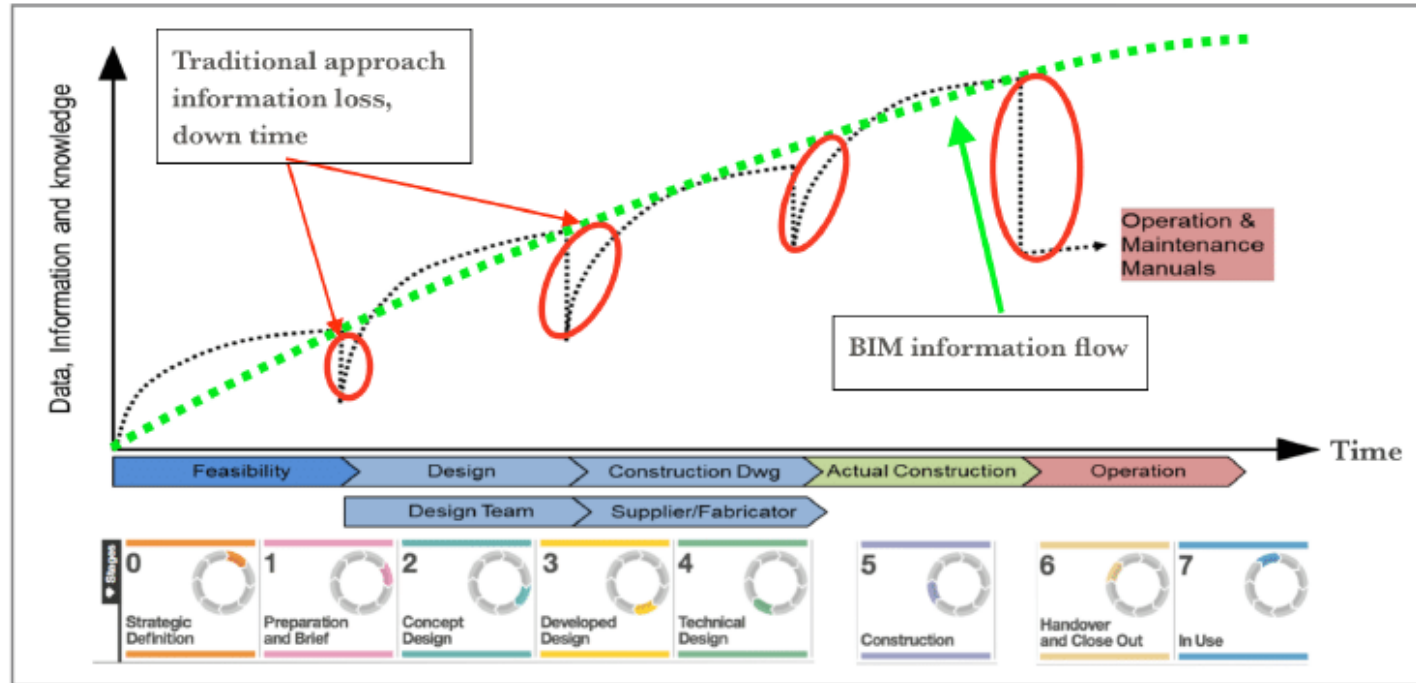 Traditional approach
information loss,
down time
Data, Information and knowledge
Operation &
Maintenance
Manuals
BIM information flow
Time
Feasibility
Design
Construction Dwg
Actual Construction
Operation
Design Team
Supplier/Fabricator
Stages
0
Strategic
Definition
1
Preparation
and Brief
2
Concept
Design
3
Developed
Design
4
Technical
Design
5
Construction
6
Handover
and Close Out
7
In Use